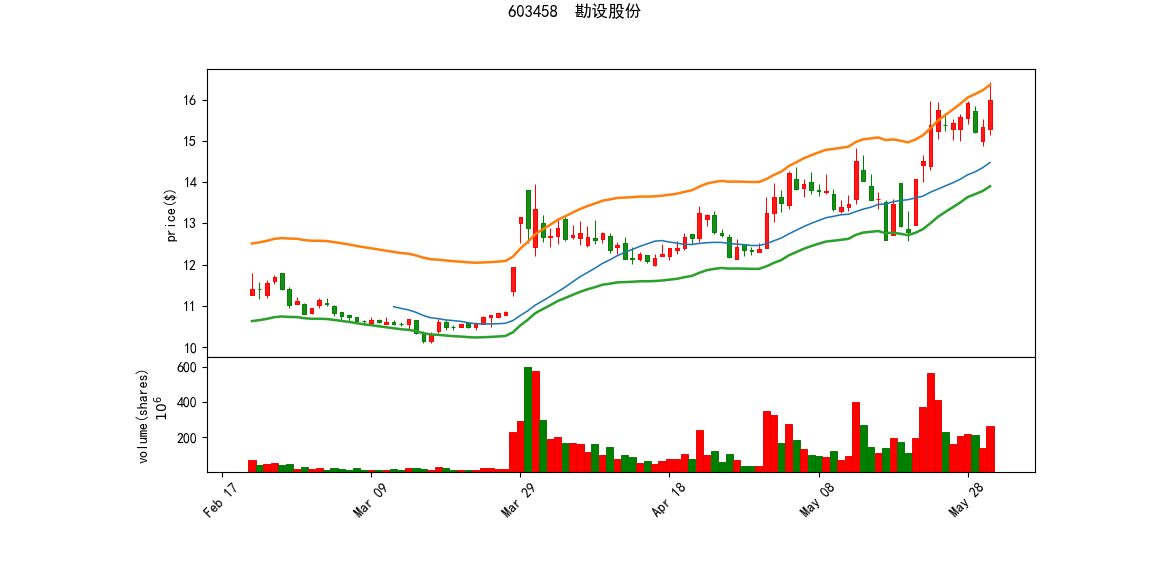 603458 勘设股份
price($)
16
15
14
13
12
11
10
volume(shares)
10^6
600
400
200
Feb 17
Mar 09
Mar 29
Apr 18
May 08
May 28